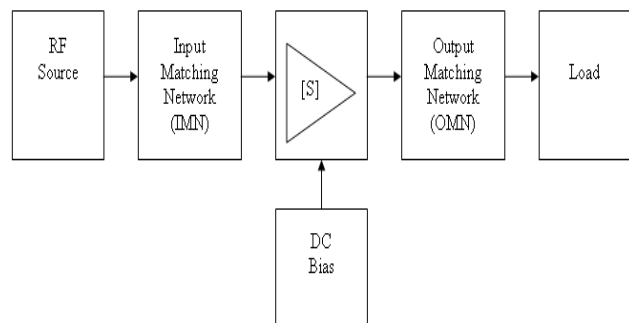 RF
Source
Input
Matching
Network
(IMN)
[S]
Output
Matching
Network
(OMN)
Load
DC
Bias